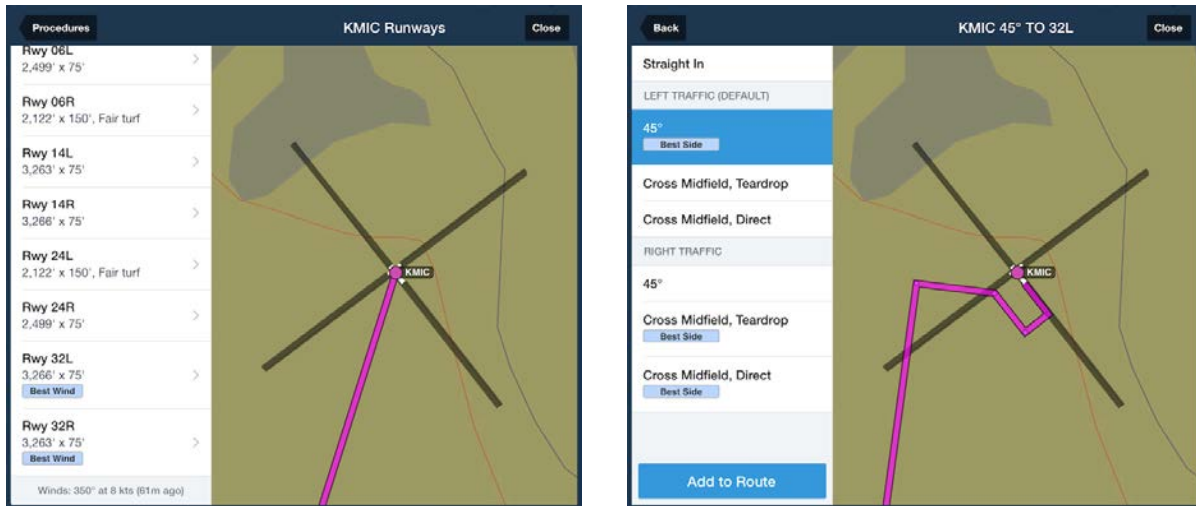 Procedures
KMIC Runways
Close
Rwy 06L
2,499' x 75'
Rwy 06R
2,122' x 150', Fair turf
Rwy 14L
3,263' x 75'
Rwy 14R
3,266' x 75'
Rwy 24L
2,122' x 150', Fair turf
Rwy 24R
2,499' x 75'
Rwy 32L
3,266' x 75'
Best Wind
Rwy 32R
3,263' x 75'
Best Wind
Winds: 350° at 8 kts (61m ago)
KMIC
Back
KMIC 45° TO 32L
Close
Straight In
LEFT TRAFFIC (DEFAULT)
45°
Best Side
Cross Midfield, Teardrop
Cross Midfield, Direct
RIGHT TRAFFIC
45°
Cross Midfield, Teardrop
Best Side
Cross Midfield, Direct
Best Side
Add to Route
KMIC